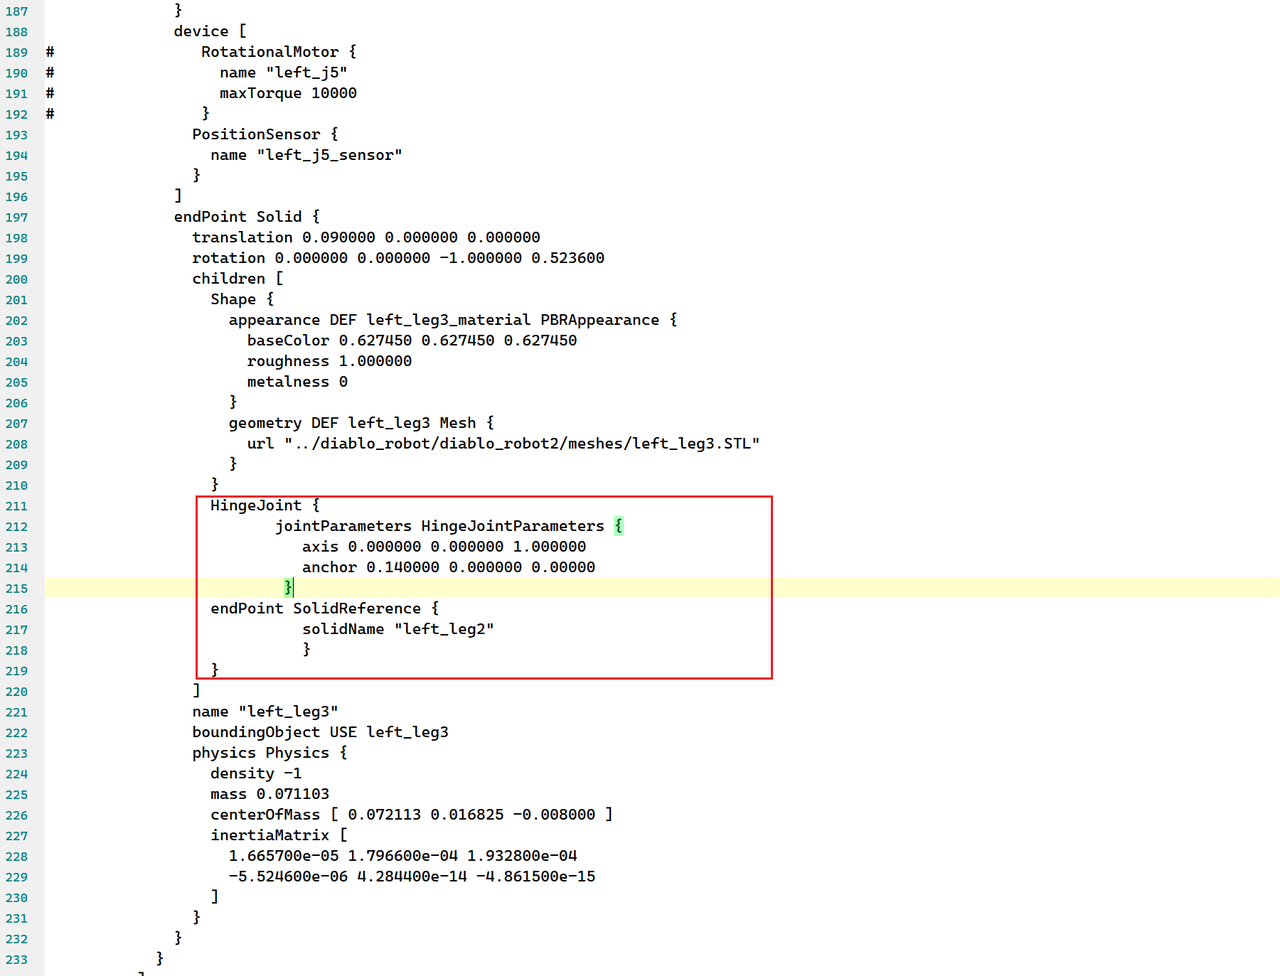 187 }
188 device [
189 # RotationalMotor {
190 # name "left_j5"
191 # maxTorque 10000
192 # }
193 PositionSensor {
194 name "left_j5_sensor"
195 }
196 ]
197 endPoint Solid {
198 translation 0.090000 0.000000 0.000000
199 rotation 0.000000 0.000000 -1.000000 0.523600
200 children [
201 Shape {
202 appearance DEF left_leg3_material PBRAppearance {
203 baseColor 0.627450 0.627450 0.627450
204 roughness 1.000000
205 metalness 0
206 }
207 geometry DEF left_leg3 Mesh {
208 url "../diablo_robot/diablo_robot2/meshes/left_leg3.STL"
209 }
210 }
211 HingeJoint {
212 jointParameters HingeJointParameters {
213 axis 0.000000 0.000000 1.000000
214 anchor 0.140000 0.000000 0.00000
215 }
216 endPoint SolidReference {
217 solidName "left_leg2"
218 }
219 }
220 ]
221 name "left_leg3"
222 boundingObject USE left_leg3
223 physics Physics {
224 density -1
225 mass 0.071103
226 centerOfMass [ 0.072113 0.016825 -0.008000 ]
227 inertiaMatrix [
228 1.665700e-05 1.796600e-04 1.932800e-04
229 -5.524600e-06 4.284400e-14 -4.861500e-15
230 ]
231 }
232 }
233 }